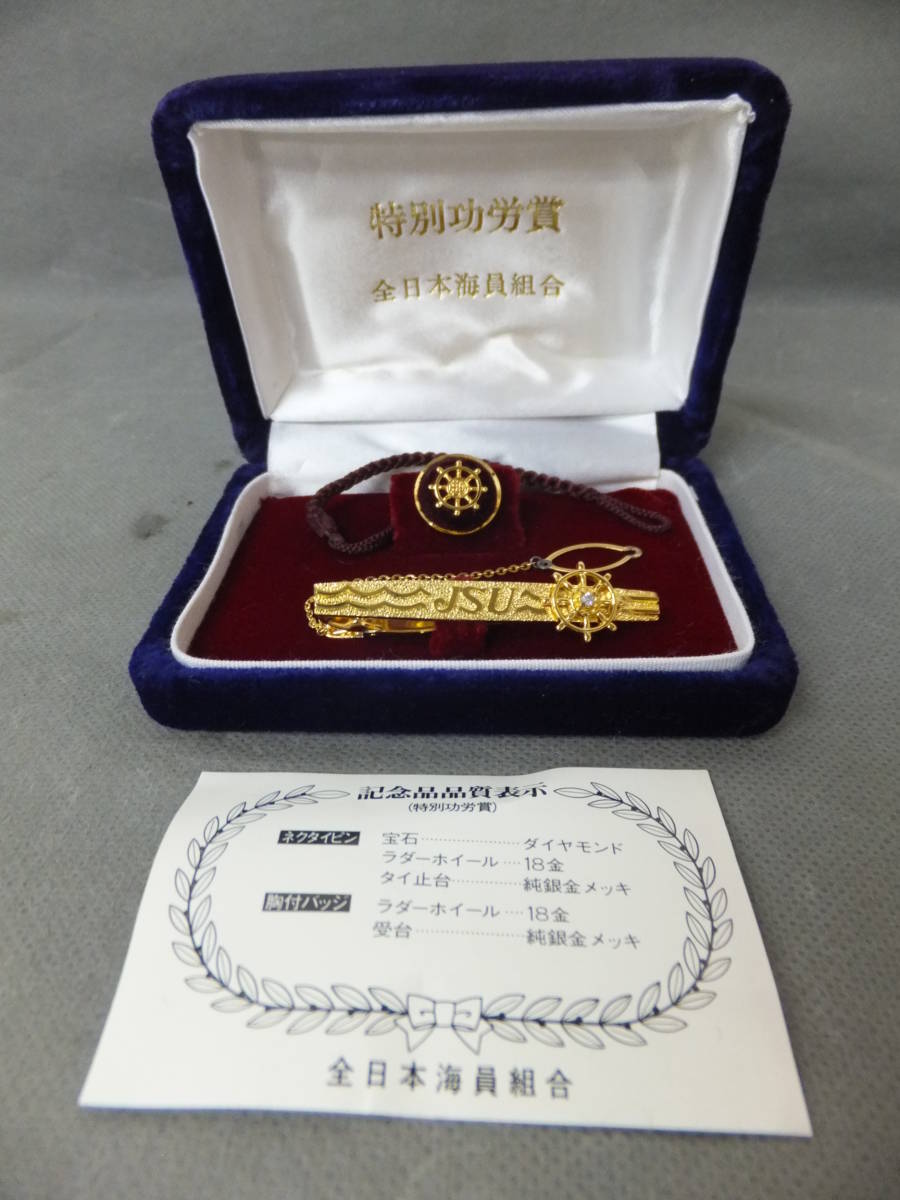 特別功労賞
全日本海員組合
JSU
記念品品質表示
(特別功労賞)
ネクタイピン 宝石…………………ダイヤモンド
ラダーホイール…18金
タイ止台…………純銀金メッキ
胸付バッジ ラダーホイール…18金
受台…………………純銀金メッキ
全日本海員組合